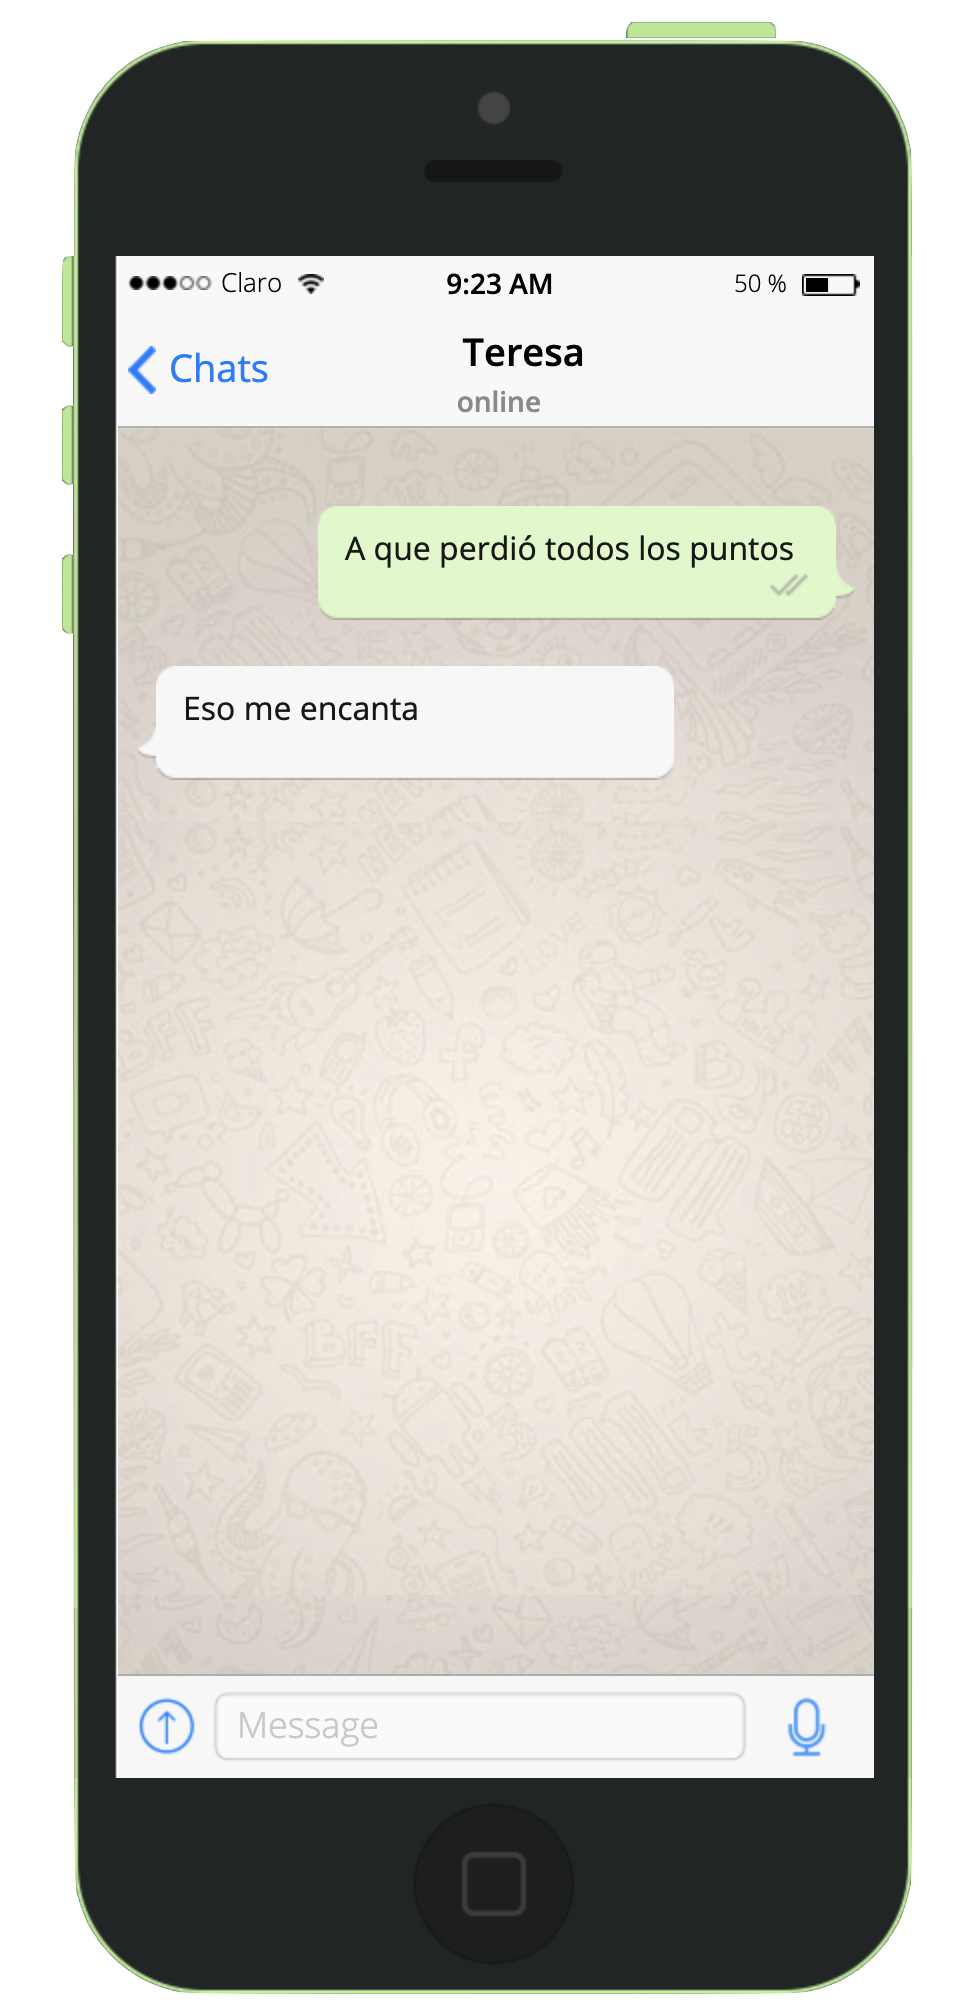 Claro 9:23 AM 50 %
Chats Teresa
online
A que perdió todos los puntos
Eso me encanta
Message